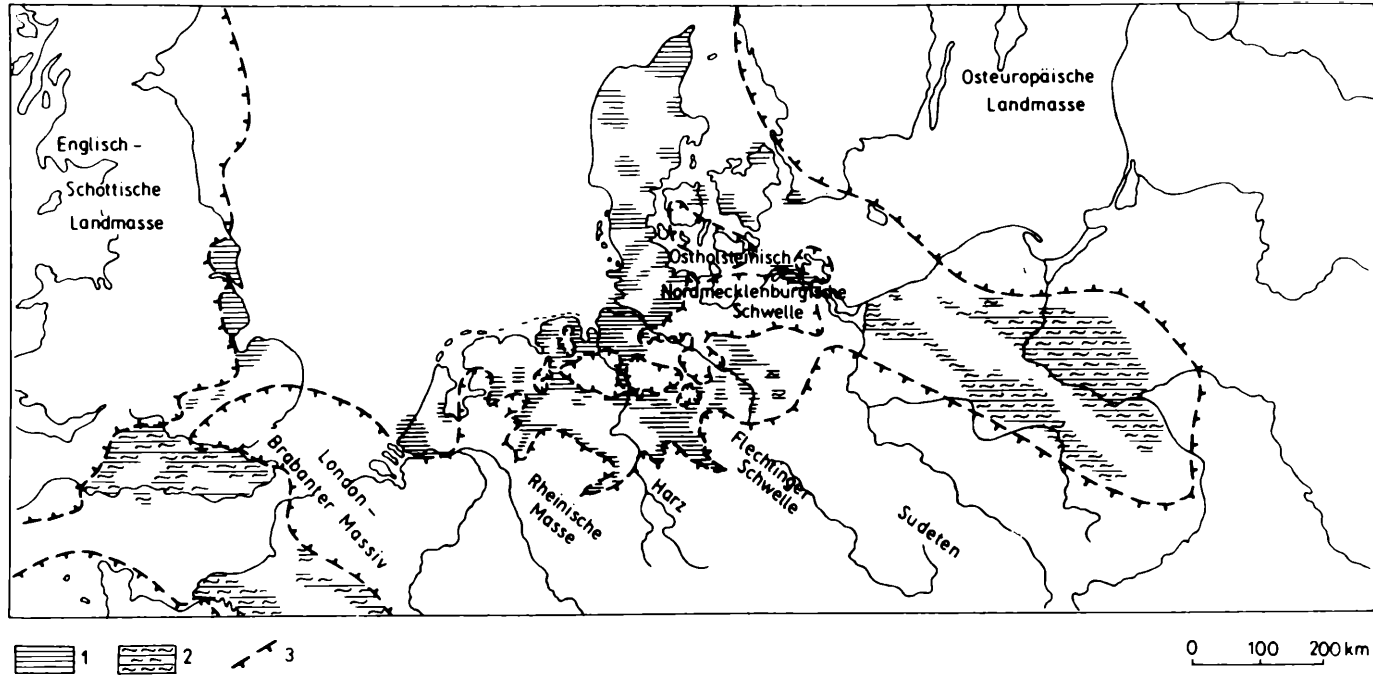 Englisch -
Schottische
Landmasse
Osteuropäische
Landmasse
Ostholsteinisch
Nordmecklenburgische
Schwelle
London -
Brabanter Massiv
Rheinische
Masse
Harz
Flechtinger
Schwelle
Sudeten
1
2
3
0 100 200 km